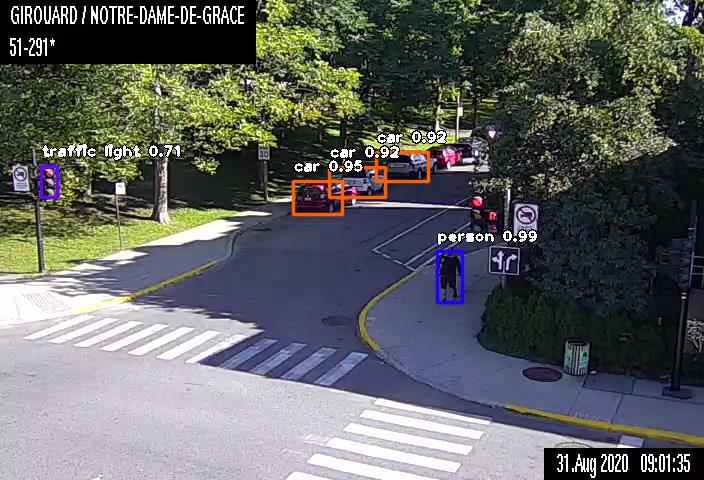 GIROUARD / NOTRE-DAME-DE-GRACE
51-291*
car 0.92
traffic light 0.71
car 0.92
car 0.95
30
person 0.99
31.Aug 2020 09:01:35